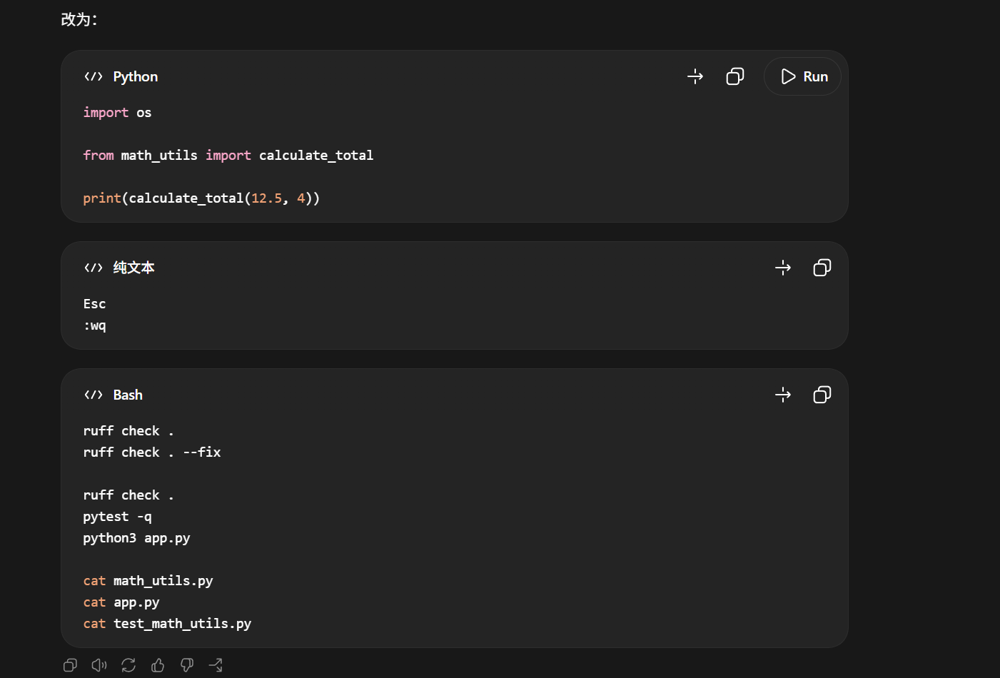 改为：
Python
Run
import os
from math_utils import calculate_total
print(calculate_total(12.5, 4))
纯文本
Esc
:wq
Bash
ruff check .
ruff check . --fix
ruff check .
pytest -q
python3 app.py
cat math_utils.py
cat app.py
cat test_math_utils.py